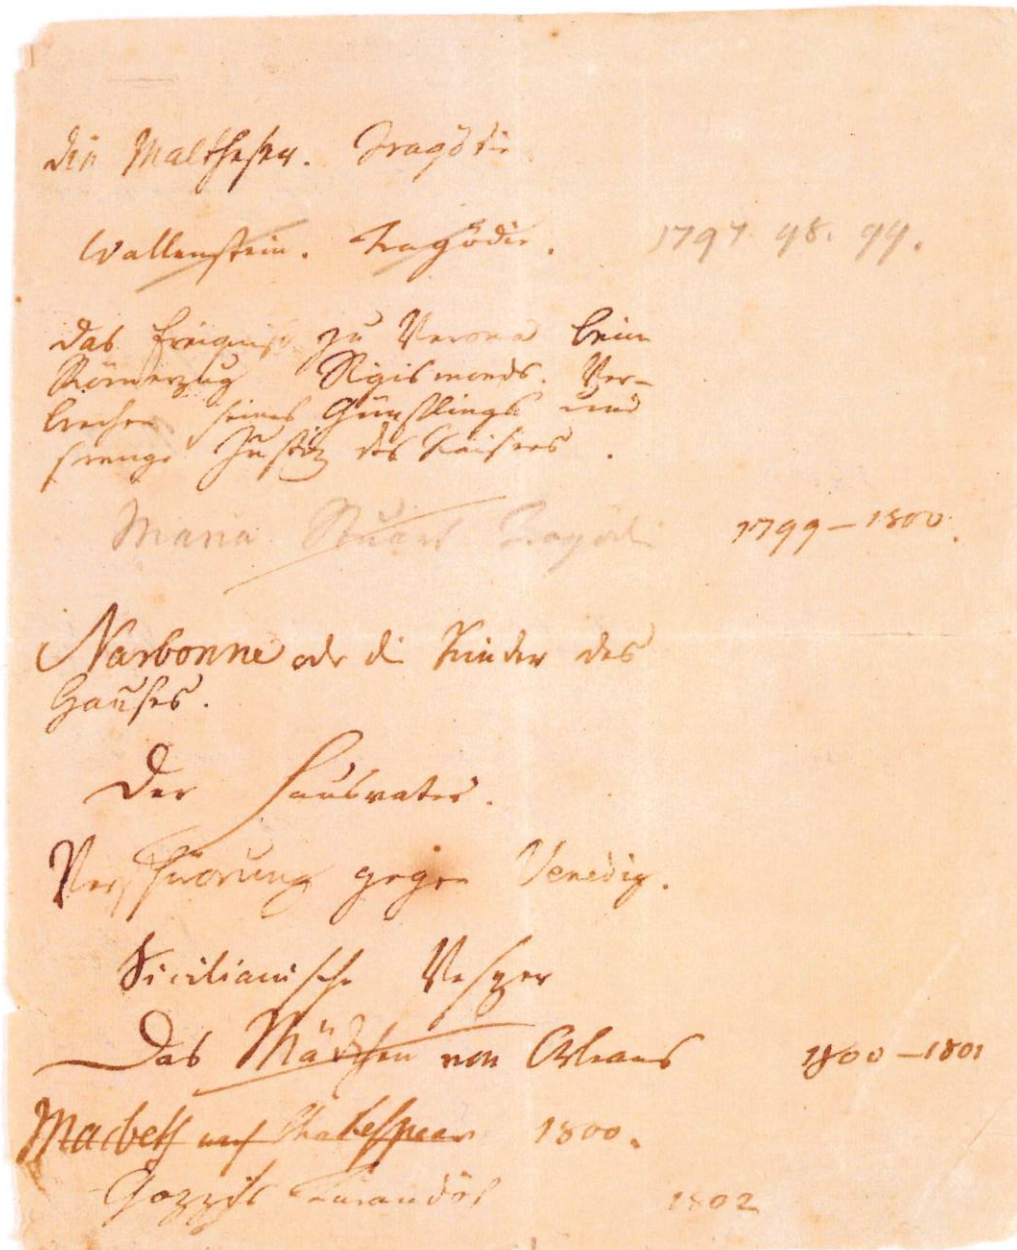 Die Maltheser. Tragödie
Wallenstein. Tragödie. 1797. 98. 99.
Das Ereigniß zu Verona beim
Römerzug Sigismonds. Ver-
brechen seines Günstlings und
strenge Justiz des Kaisers.
Maria Stuart Tragödie 1799 – 1800.
Narbonne oder die Kinder des
Hauses.
Der Hausvater.
Verschwörung gegen Venedig.
Sicilianische Vesper
Das Mädchen von Orleans 1800 – 1801
Macbeth nach Shakespear 1800.
Gozzis Turandot 1802